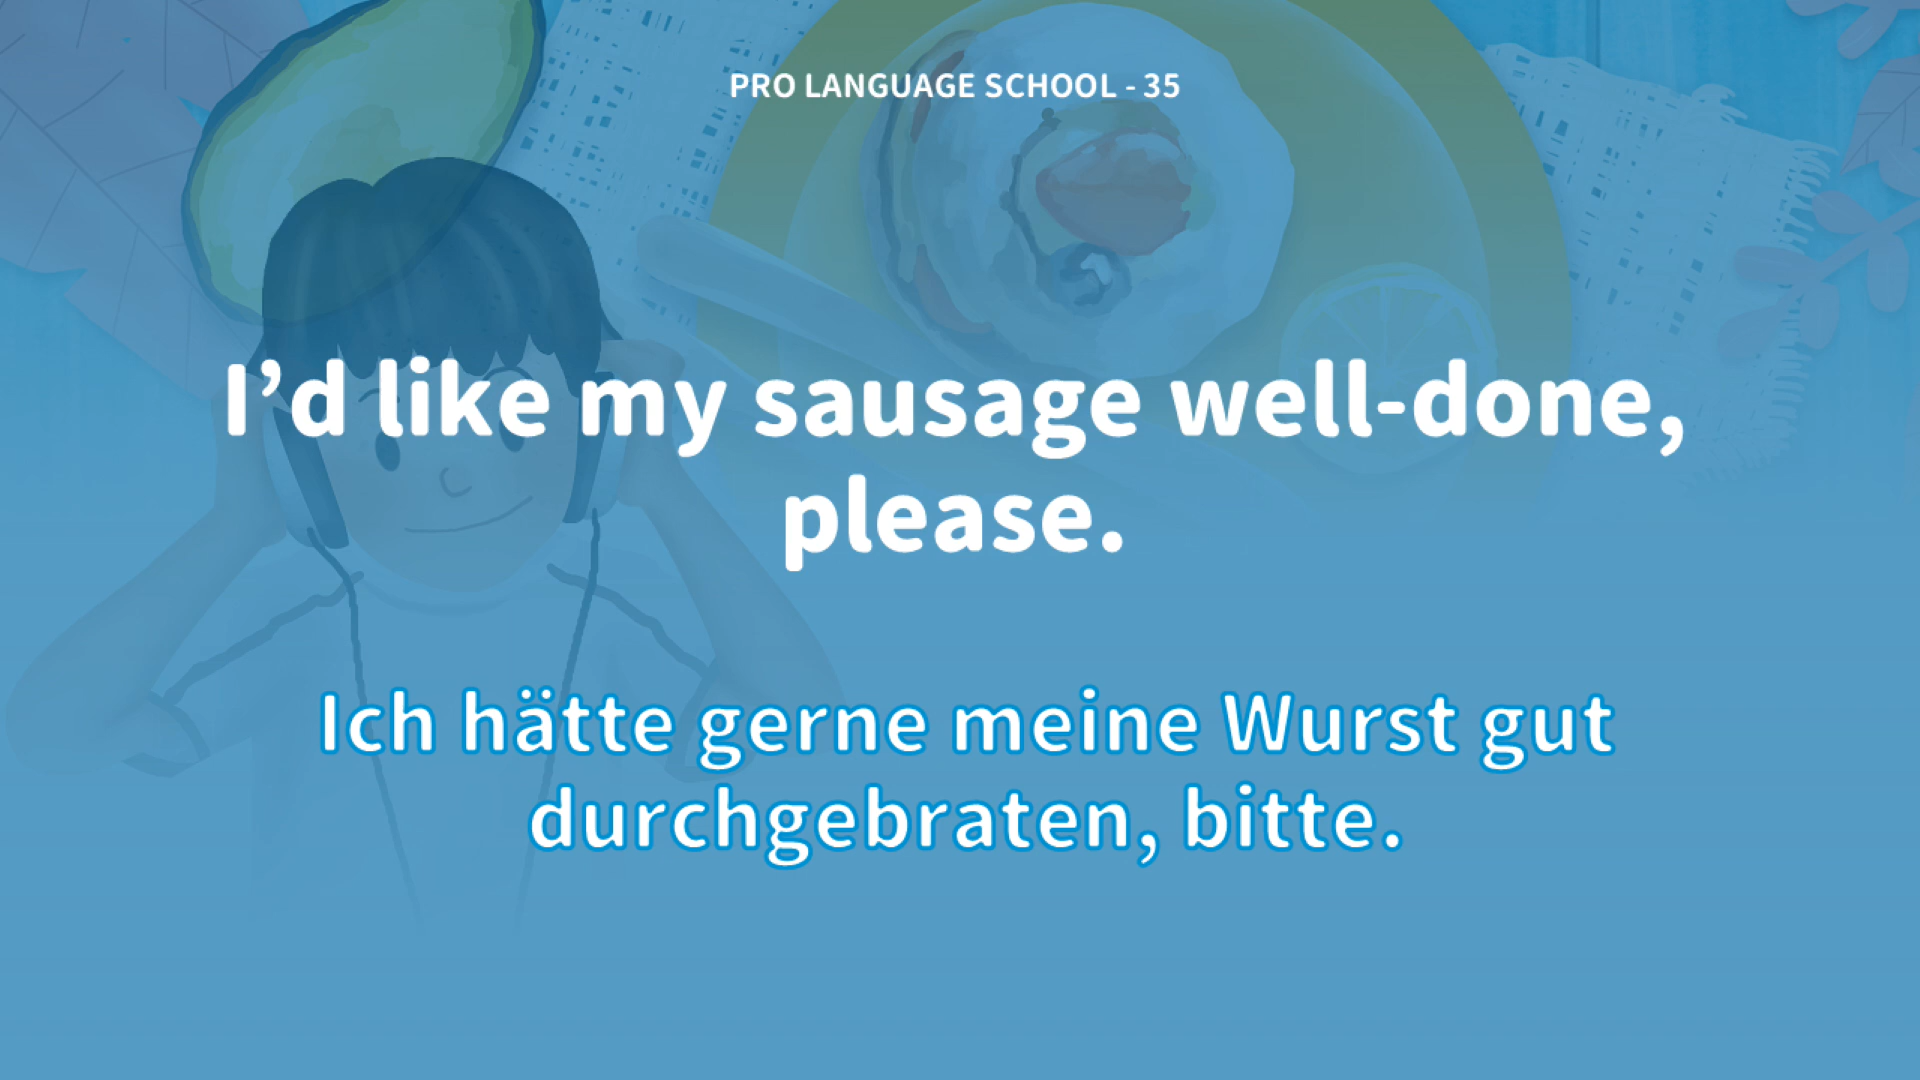 PRO LANGUAGE SCHOOL - 35
I’d like my sausage well-done,
please.
Ich hätte gerne meine Wurst gut
durchgebraten, bitte.